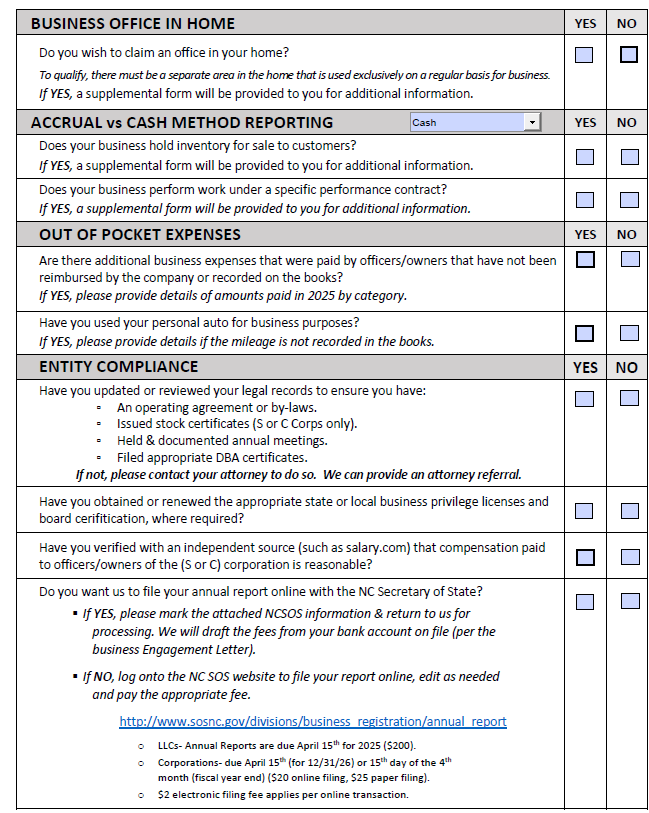 BUSINESS OFFICE IN HOME YES NO
Do you wish to claim an office in your home?
To qualify, there must be a separate area in the home that is used exclusively on a regular basis for business.
If YES, a supplemental form will be provided to you for additional information.
ACCRUAL vs CASH METHOD REPORTING Cash YES NO
Does your business hold inventory for sale to customers?
If YES, a supplemental form will be provided to you for additional information.
Does your business perform work under a specific performance contract?
If YES, a supplemental form will be provided to you for additional information.
OUT OF POCKET EXPENSES YES NO
Are there additional business expenses that were paid by officers/owners that have not been
reimbursed by the company or recorded on the books?
If YES, please provide details of amounts paid in 2025 by category.
Have you used your personal auto for business purposes?
If YES, please provide details if the mileage is not recorded in the books.
ENTITY COMPLIANCE YES NO
Have you updated or reviewed your legal records to ensure you have:
▫ An operating agreement or by-laws.
▫ Issued stock certificates (S or C Corps only).
▫ Held & documented annual meetings.
▫ Filed appropriate DBA certificates.
If not, please contact your attorney to do so. We can provide an attorney referral.
Have you obtained or renewed the appropriate state or local business privilege licenses and
board cerifitication, where required?
Have you verified with an independent source (such as salary.com) that compensation paid
to officers/owners of the (S or C) corporation is reasonable?
Do you want us to file your annual report online with the NC Secretary of State?
▪ If YES, please mark the attached NCSOS information & return to us for
processing. We will draft the fees from your bank account on file (per the
business Engagement Letter).
▪ If NO, log onto the NC SOS website to file your report online, edit as needed
and pay the appropriate fee.
http://www.sosnc.gov/divisions/business_registration/annual_report
o LLCs- Annual Reports are due April 15th for 2025 ($200).
o Corporations- due April 15th (for 12/31/26) or 15th day of the 4th
month (fiscal year end) ($20 online filing, $25 paper filing).
o $2 electronic filing fee applies per online transaction.